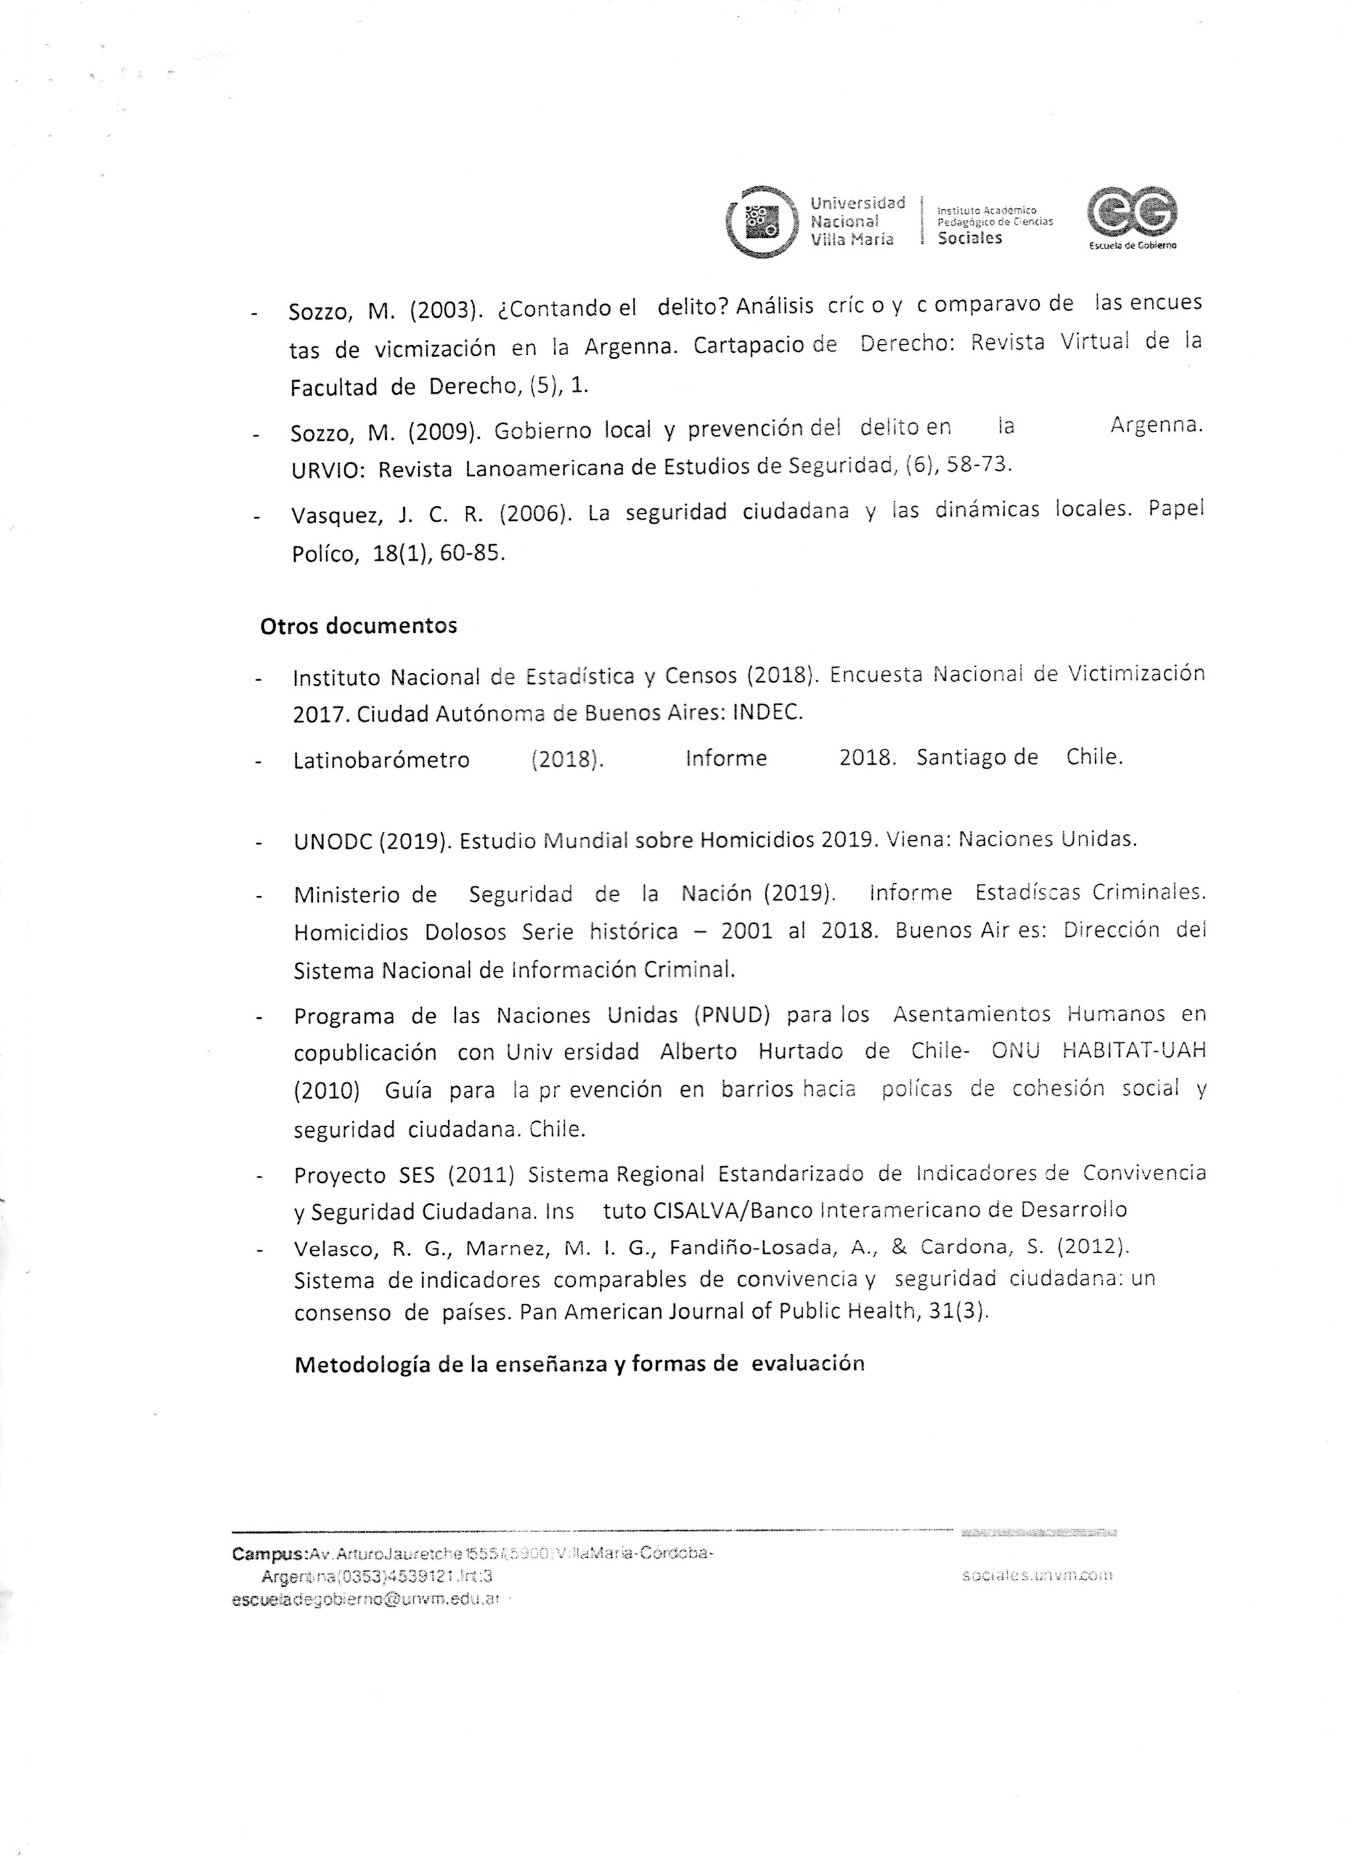 Universidad
Nacional
Villa María
Instituto Académico
Pedagógico de Ciencias
Sociales
eG
Escuela de Gobierno
- Sozzo, M. (2003). ¿Contando el delito? Análisis críc o y c omparavo de las encues
tas de vicmización en la Argenna. Cartapacio de Derecho: Revista Virtual de la
Facultad de Derecho, (5), 1.
- Sozzo, M. (2009). Gobierno local y prevención del delito en la Argenna.
URVIO: Revista Lanoamericana de Estudios de Seguridad, (6), 58-73.
- Vasquez, J. C. R. (2006). La seguridad ciudadana y las dinámicas locales. Papel
Políco, 18(1), 60-85.
Otros documentos
- Instituto Nacional de Estadística y Censos (2018). Encuesta Nacional de Victimización
2017. Ciudad Autónoma de Buenos Aires: INDEC.
- Latinobarómetro (2018). Informe 2018. Santiago de Chile.
- UNODC (2019). Estudio Mundial sobre Homicidios 2019. Viena: Naciones Unidas.
- Ministerio de Seguridad de la Nación (2019). Informe Estadíscas Criminales.
Homicidios Dolosos Serie histórica – 2001 al 2018. Buenos Air es: Dirección del
Sistema Nacional de Información Criminal.
- Programa de las Naciones Unidas (PNUD) para los Asentamientos Humanos en
copublicación con Univ ersidad Alberto Hurtado de Chile- ONU HABITAT-UAH
(2010) Guía para la pr evención en barrios hacia polícas de cohesión social y
seguridad ciudadana. Chile.
- Proyecto SES (2011) Sistema Regional Estandarizado de Indicadores de Convivencia
y Seguridad Ciudadana. Ins tuto CISALVA/Banco Interamericano de Desarrollo
- Velasco, R. G., Marnez, M. I. G., Fandiño-Losada, A., & Cardona, S. (2012).
Sistema de indicadores comparables de convivencia y seguridad ciudadana: un
consenso de países. Pan American Journal of Public Health, 31(3).
Metodología de la enseñanza y formas de evaluación
Campus:Av.ArturoJauretche1555(5900)VillaMaría-Córdoba-
Argentina(0353)4539121.Int:3
escueladegobierno@unvm.edu.ar
sociales.unvm.com